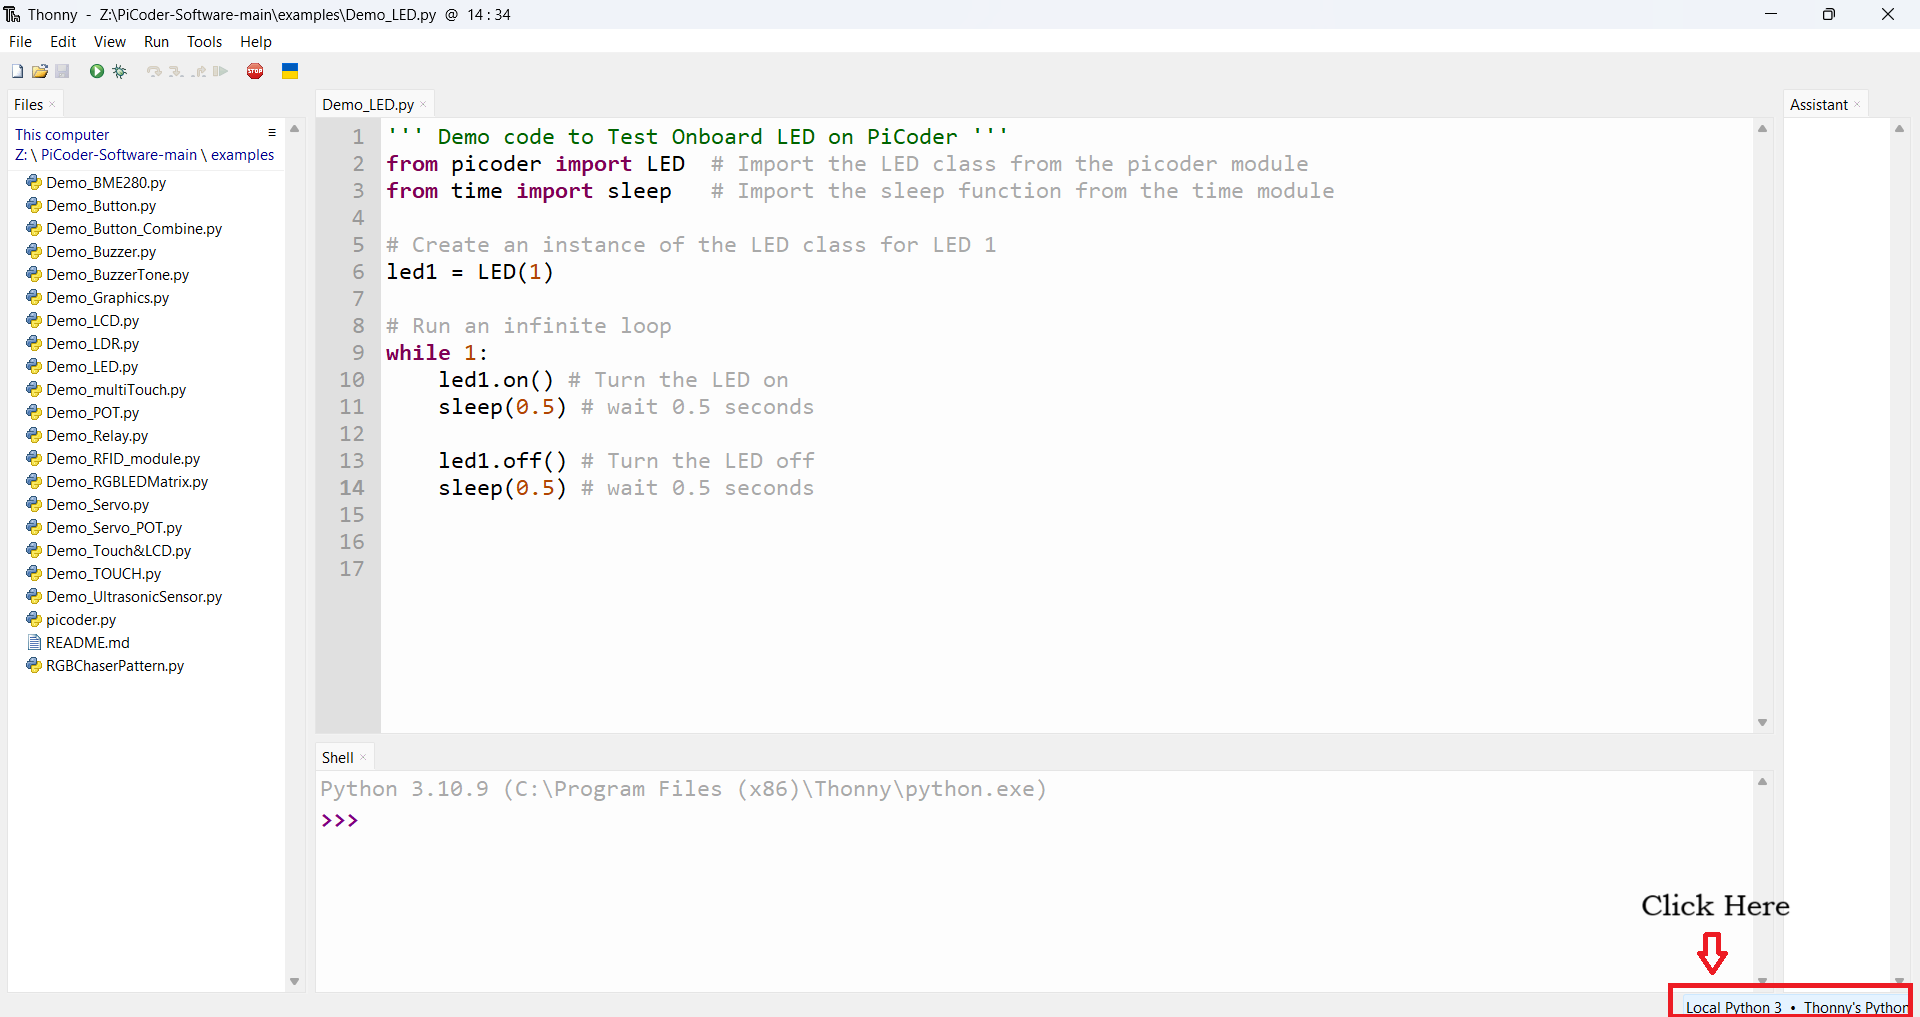 Thonny - Z:\PiCoder-Software-main\examples\Demo_LED.py @ 14:34
File Edit View Run Tools Help
STOP
Files
This computer
Z: \ PiCoder-Software-main \ examples
Demo_BME280.py
Demo_Button.py
Demo_Button_Combine.py
Demo_Buzzer.py
Demo_BuzzerTone.py
Demo_Graphics.py
Demo_LCD.py
Demo_LDR.py
Demo_LED.py
Demo_multiTouch.py
Demo_POT.py
Demo_Relay.py
Demo_RFID_module.py
Demo_RGBLEDMatrix.py
Demo_Servo.py
Demo_Servo_POT.py
Demo_Touch&LCD.py
Demo_TOUCH.py
Demo_UltrasonicSensor.py
picoder.py
README.md
RGBChaserPattern.py
Demo_LED.py
1 ''' Demo code to Test Onboard LED on PiCoder '''
2 from picoder import LED  # Import the LED class from the picoder module
3 from time import sleep   # Import the sleep function from the time module
4
5 # Create an instance of the LED class for LED 1
6 led1 = LED(1)
7
8 # Run an infinite loop
9 while 1:
10     led1.on() # Turn the LED on
11     sleep(0.5) # wait 0.5 seconds
12
13     led1.off() # Turn the LED off
14     sleep(0.5) # wait 0.5 seconds
15
16
17
Shell
Python 3.10.9 (C:\Program Files (x86)\Thonny\python.exe)
>>>
Assistant
Click Here
Local Python 3 • Thonny's Python